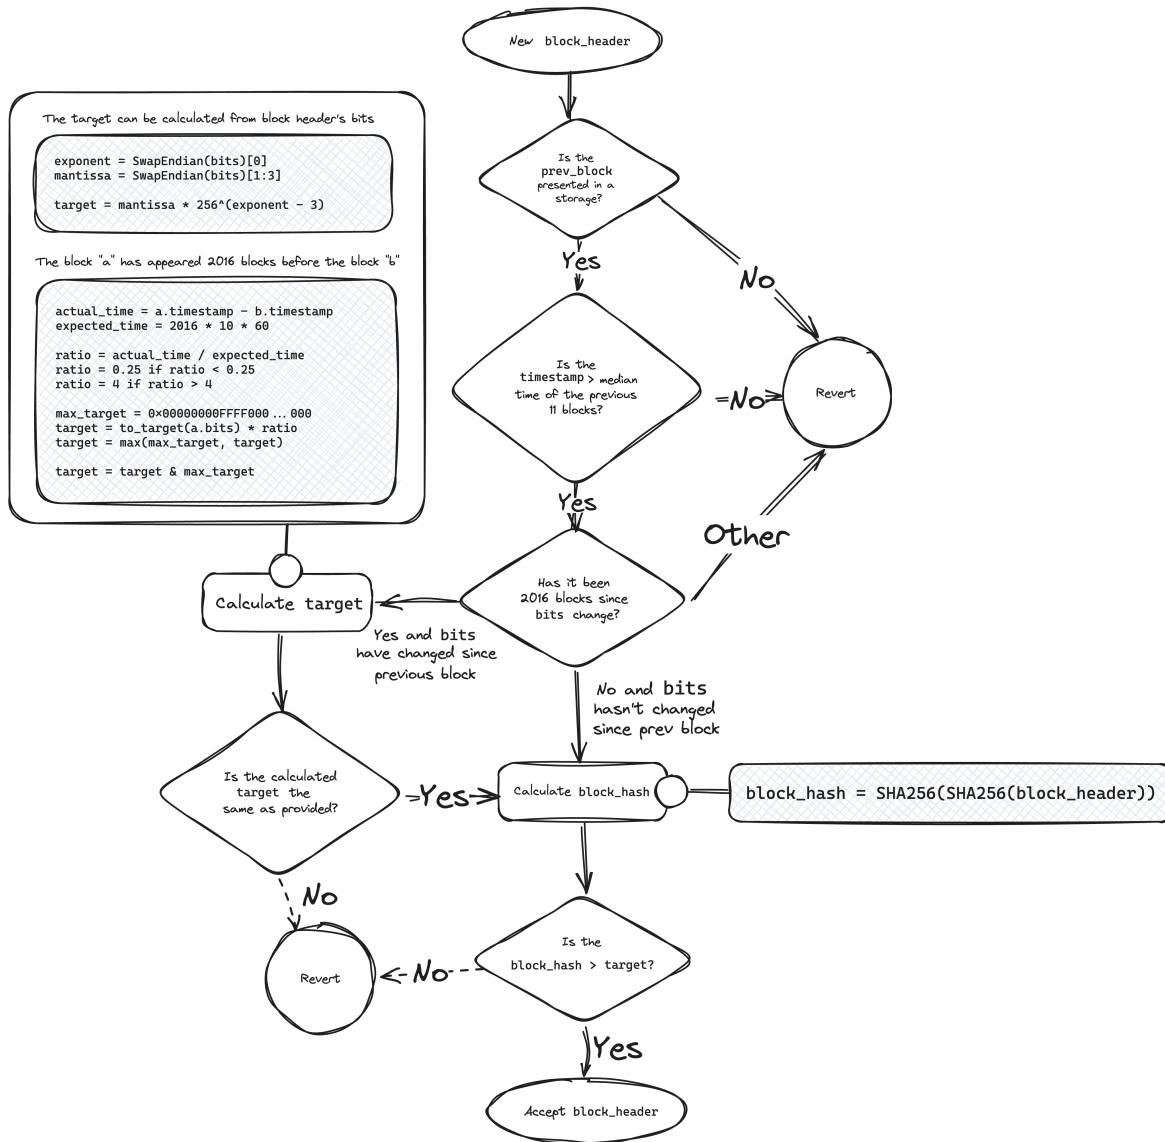 New block_header
Is the
prev_block
presented in a
storage?
Yes
No
The target can be calculated from block header's bits
exponent = SwapEndian(bits)[0]
mantissa = SwapEndian(bits)[1:3]
target = mantissa * 256^(exponent - 3)
The block "a" has appeared 2016 blocks before the block "b"
actual_time = a.timestamp - b.timestamp
expected_time = 2016 * 10 * 60
ratio = actual_time / expected_time
ratio = 0.25 if ratio < 0.25
ratio = 4 if ratio > 4
max_target = 0x00000000FFFF000...000
target = to_target(a.bits) * ratio
target = max(max_target, target)
target = target & max_target
Is the
timestamp > median
time of the previous
11 blocks?
No
Revert
Yes
Other
Has it been
2016 blocks since
bits change?
Calculate target
Yes and bits
have changed since
previous block
No and bits
hasn't changed
since prev block
Is the calculated
target the
same as provided?
Yes
Calculate block_hash
block_hash = SHA256(SHA256(block_header))
No
Revert
Is the
block_hash > target?
No
Yes
Accept block_header